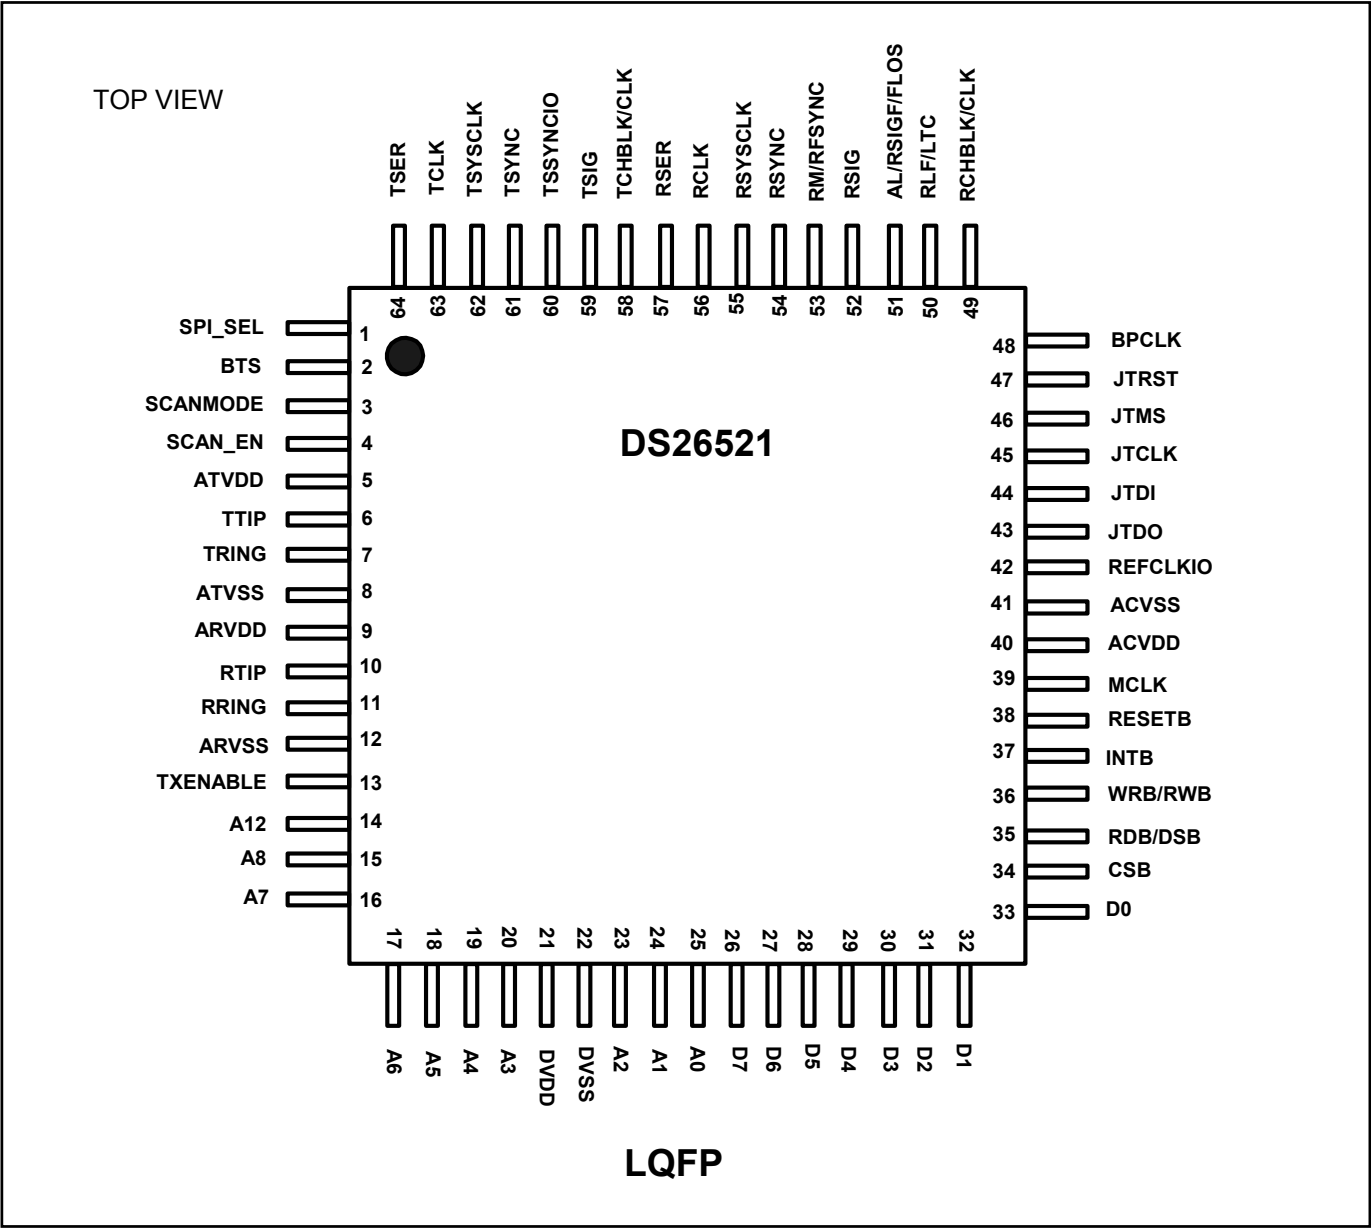 TOP VIEW
TSER
TCLK
TSYSCLK
TSYNC
TSSYNCIO
TSIG
TCHBLK/CLK
RSER
RCLK
RSYSCLK
RSYNC
RM/RFSYNC
RSIG
AL/RSIGF/FLOS
RLF/LTC
RCHBLK/CLK
64
63
62
61
60
59
58
57
56
55
54
53
52
51
50
49
SPI_SEL 1
BTS 2
SCANMODE 3
SCAN_EN 4
ATVDD 5
TTIP 6
TRING 7
ATVSS 8
ARVDD 9
RTIP 10
RRING 11
ARVSS 12
TXENABLE 13
A12 14
A8 15
A7 16
DS26521
48 BPCLK
47 JTRST
46 JTMS
45 JTCLK
44 JTDI
43 JTDO
42 REFCLKIO
41 ACVSS
40 ACVDD
39 MCLK
38 RESETB
37 INTB
36 WRB/RWB
35 RDB/DSB
34 CSB
33 D0
17
18
19
20
21
22
23
24
25
26
27
28
29
30
31
32
A6
A5
A4
A3
DVDD
DVSS
A2
A1
A0
D7
D6
D5
D4
D3
D2
D1
LQFP